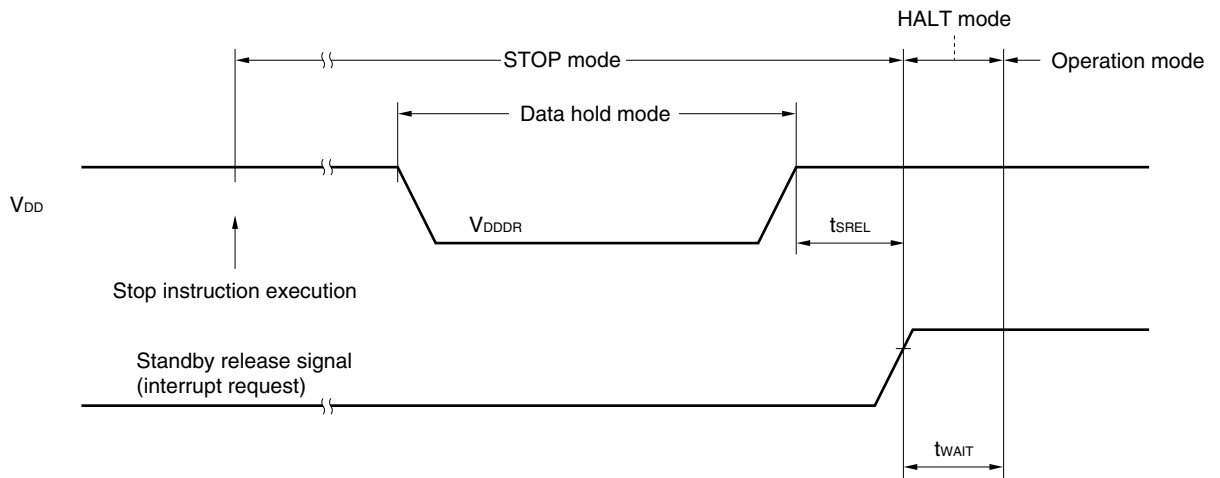 HALT mode
STOP mode
Operation mode
Data hold mode
VDD
VDDDR
tSREL
Stop instruction execution
Standby release signal
(interrupt request)
tWAIT